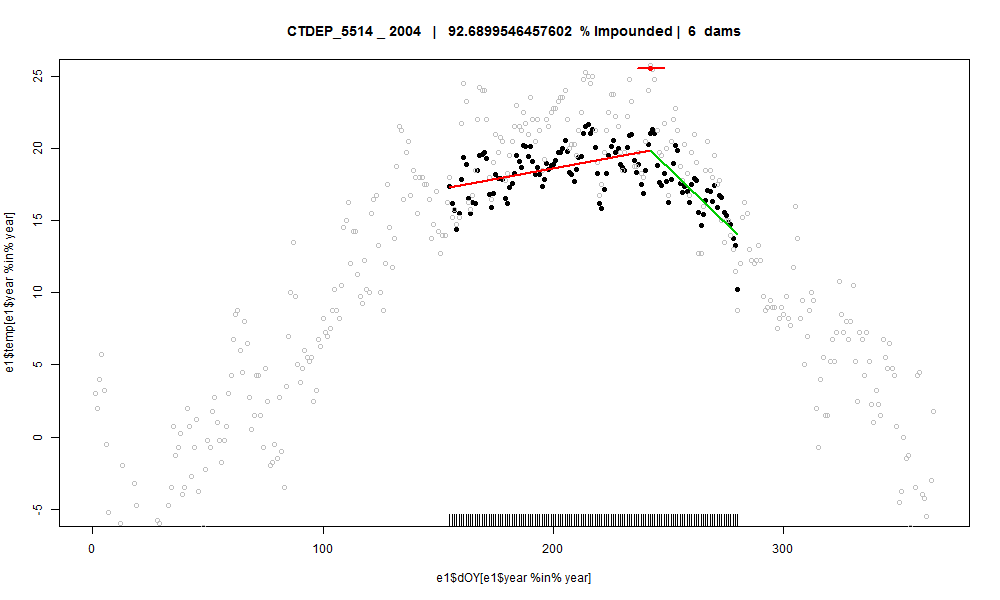 CTDEP_5514 _ 2004 | 92.6899546457602 % Impounded | 6 dams
e1$temp[e1$year %in% year]
25
20
15
10
5
0
-5
0 100 200 300
e1$dOY[e1$year %in% year]